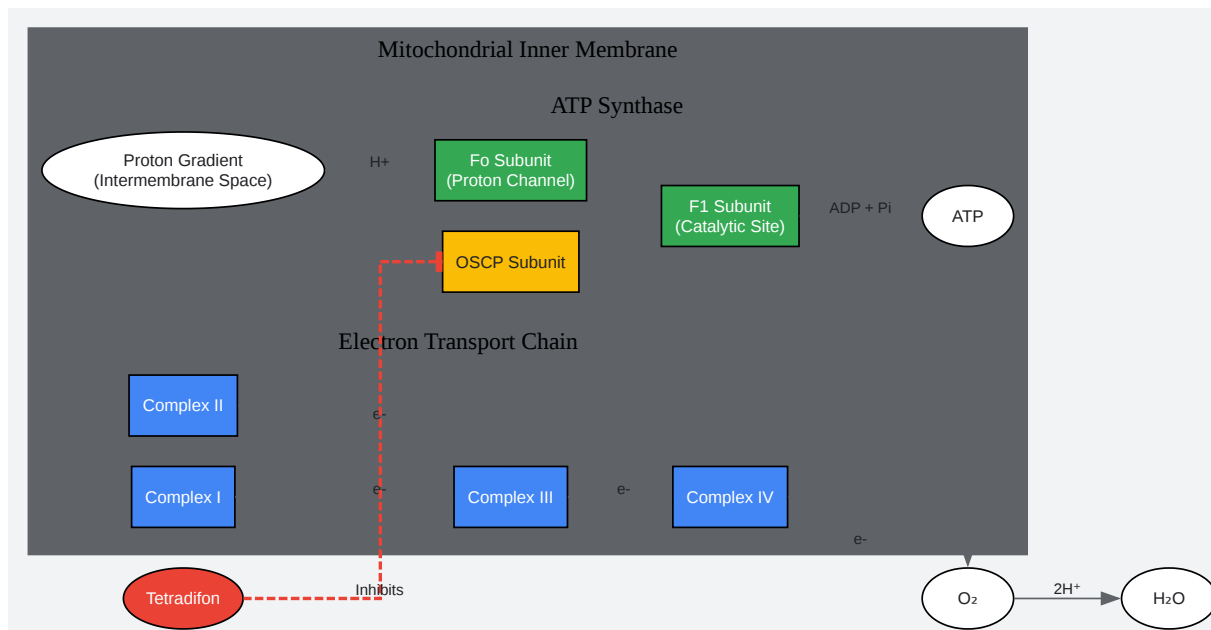 Mitochondrial Inner Membrane
ATP Synthase
Proton Gradient
(Intermembrane Space)
H+
Fo Subunit
(Proton Channel)
F1 Subunit
(Catalytic Site)
ADP + Pi
ATP
OSCP Subunit
Electron Transport Chain
Complex II
e-
Complex I
e-
Complex III
e-
Complex IV
e-
Tetradifon
Inhibits
O₂
2H⁺
H₂O